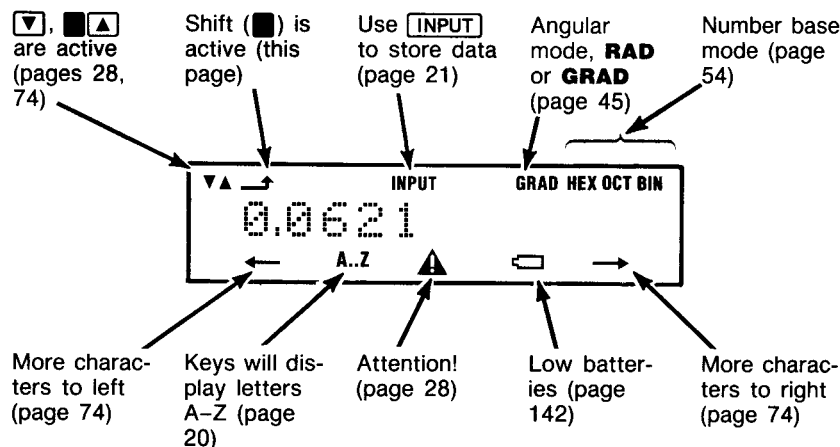 ▼, ■▲
are active
(pages 28,
74)
Shift (■) is
active (this
page)
Use INPUT
to store data
(page 21)
Angular
mode, RAD
or GRAD
(page 45)
Number base
mode (page
54)
▼▲ INPUT GRAD HEX OCT BIN
0.0621
← A..Z →
More charac-
ters to left
(page 74)
Keys will dis-
play letters
A–Z (page
20)
Attention!
(page 28)
Low batter-
ies (page
142)
More charac-
ters to right
(page 74)